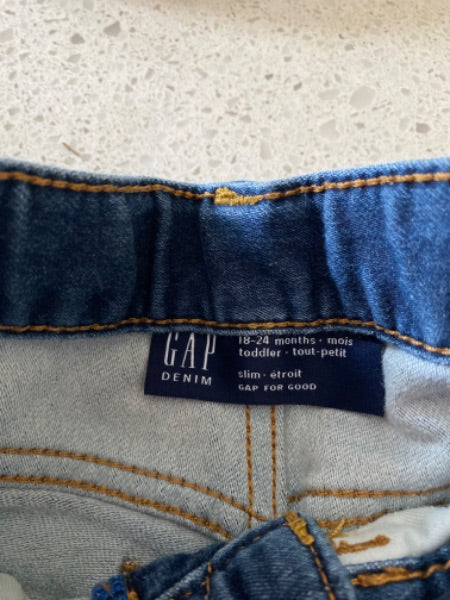 GAP
DENIM
18-24 months · mois
toddler · tout-petit
slim · étroit
GAP FOR GOOD